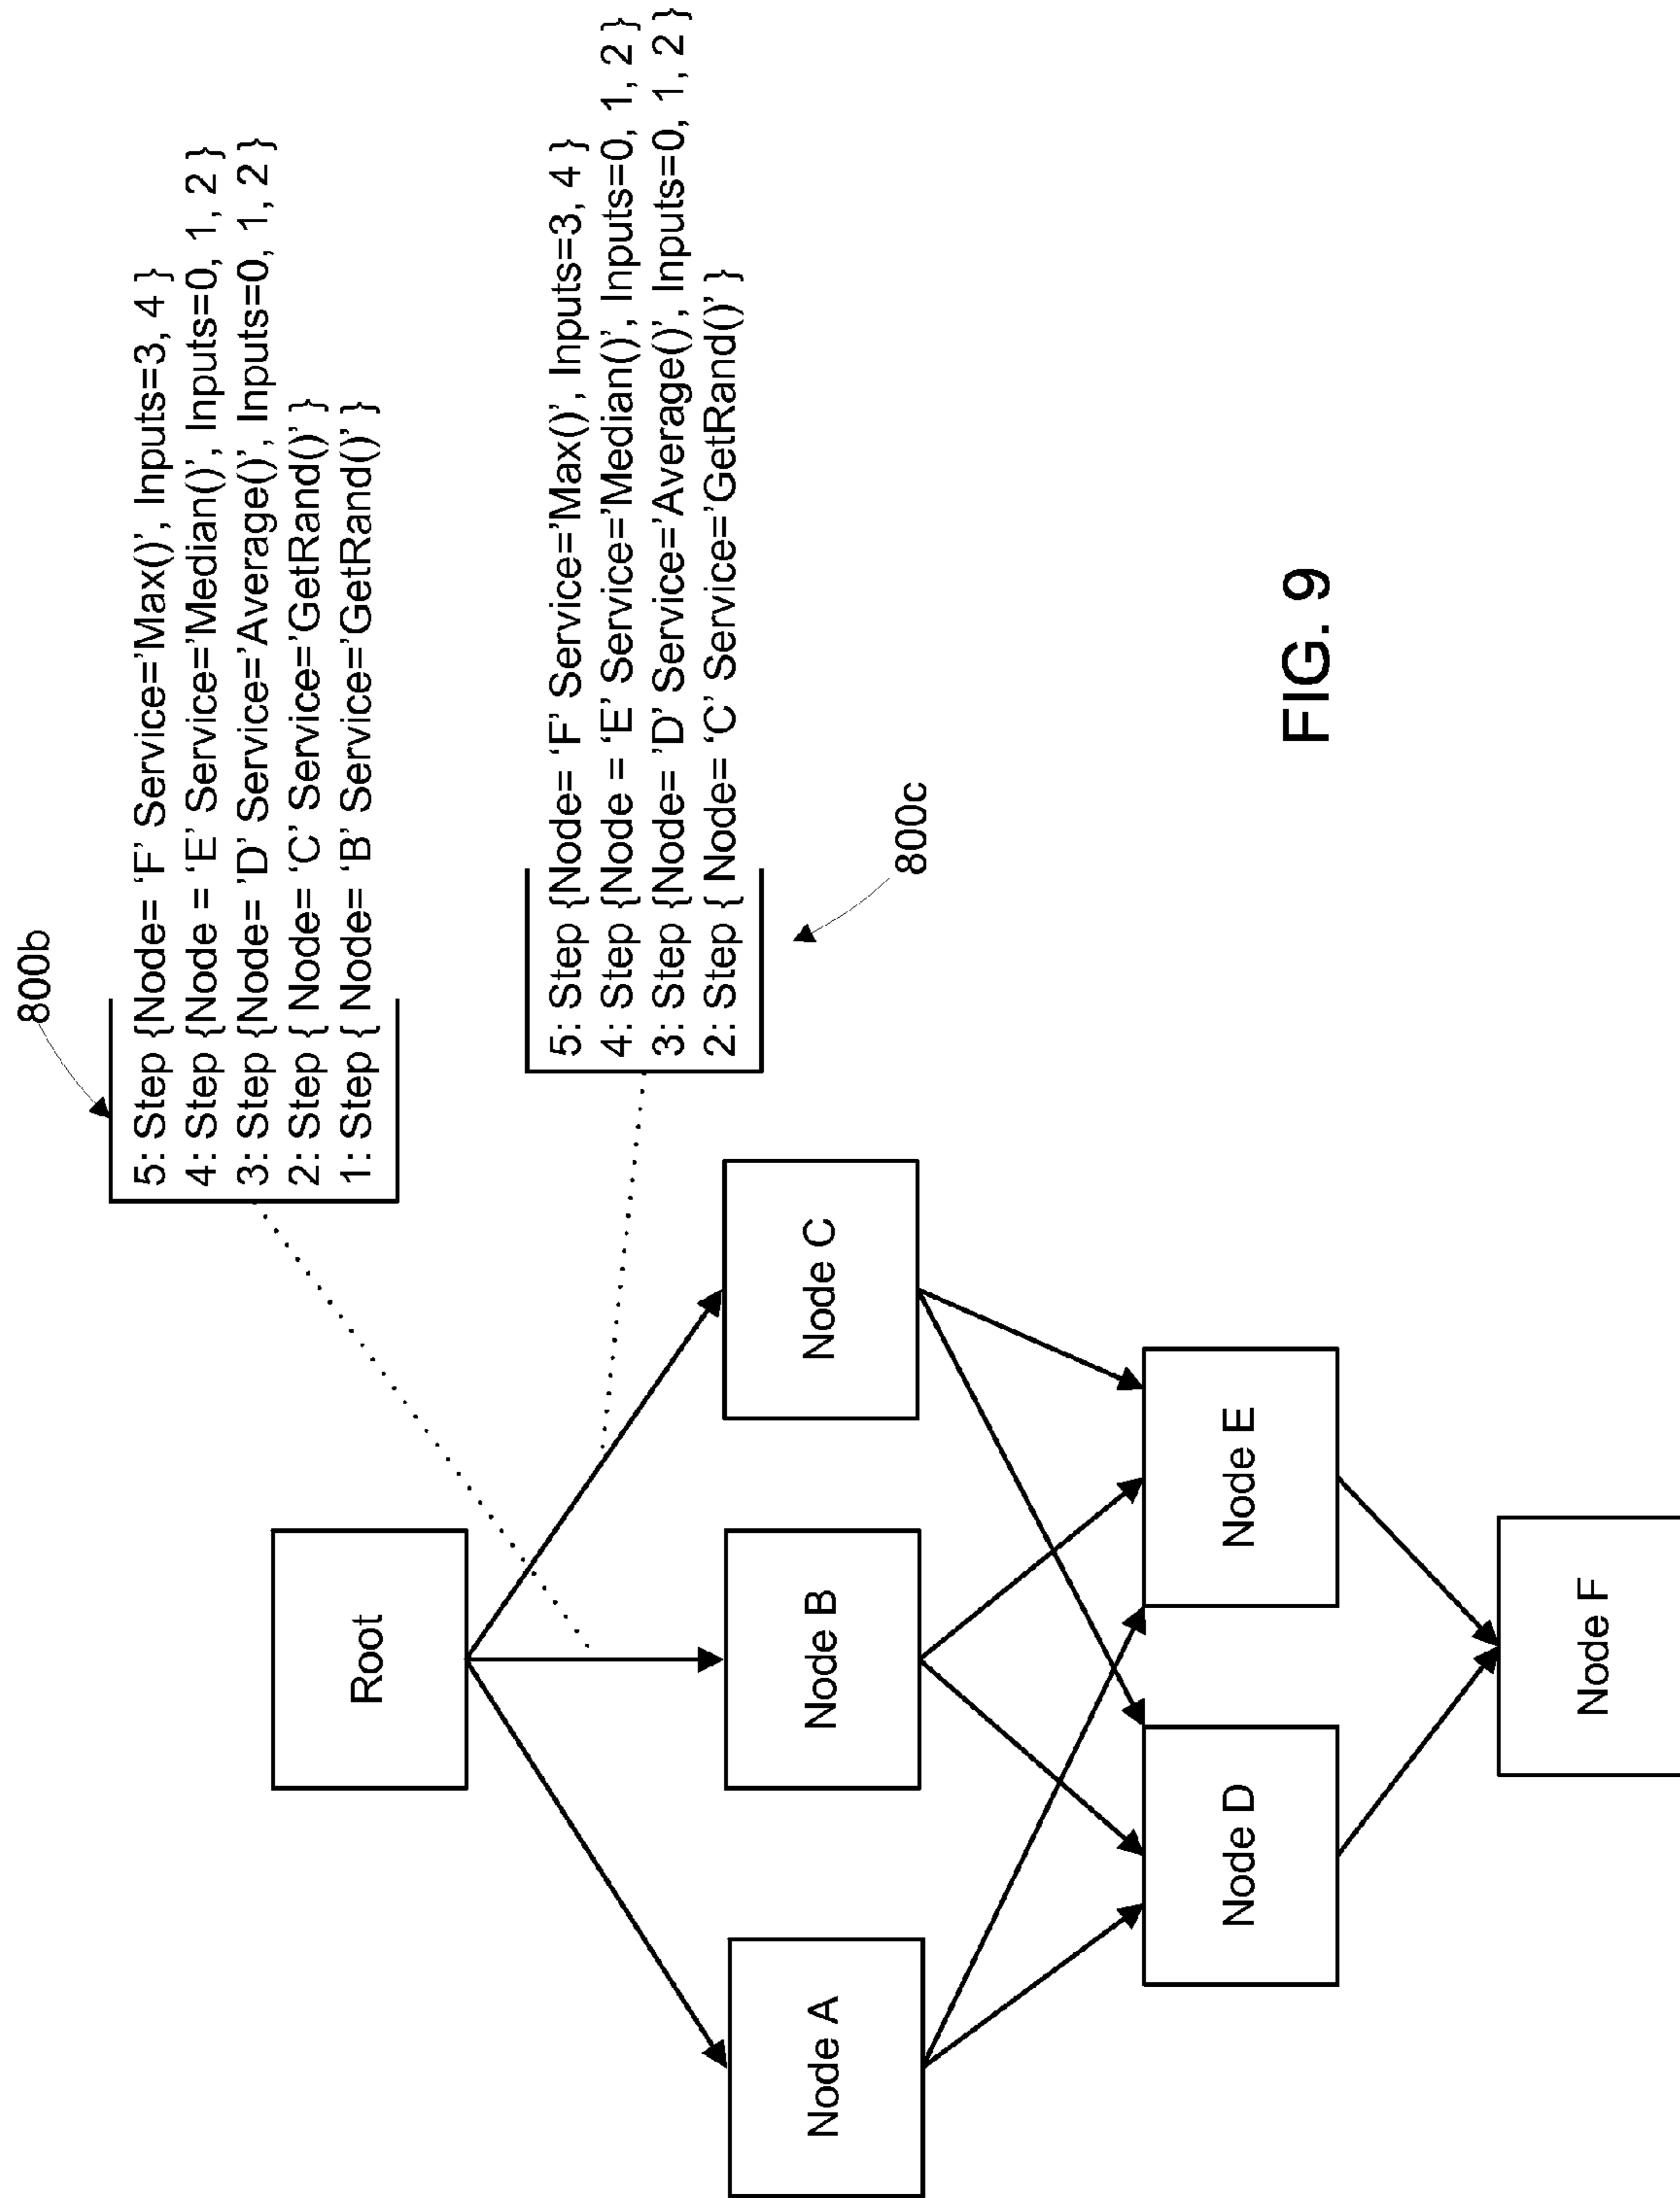 800b
5: Step {Node= ‘F’ Service=’Max()’, Inputs=3, 4 }
4: Step {Node = ‘E’ Service=’Median()’, Inputs=0, 1, 2 }
3: Step {Node= ’D’ Service=’Average()’, Inputs=0, 1, 2 }
2: Step { Node= ‘C’ Service=’GetRand()’ }
1: Step { Node= ‘B’ Service=’GetRand()’ }
5: Step {Node= ‘F’ Service=’Max()’, Inputs=3, 4 }
4: Step {Node = ‘E’ Service=’Median()’, Inputs=0, 1, 2 }
3: Step {Node= ’D’ Service=’Average()’, Inputs=0, 1, 2 }
2: Step { Node= ‘C’ Service=’GetRand()’ }
800c
Root
Node A
Node B
Node C
Node D
Node E
Node F
FIG. 9